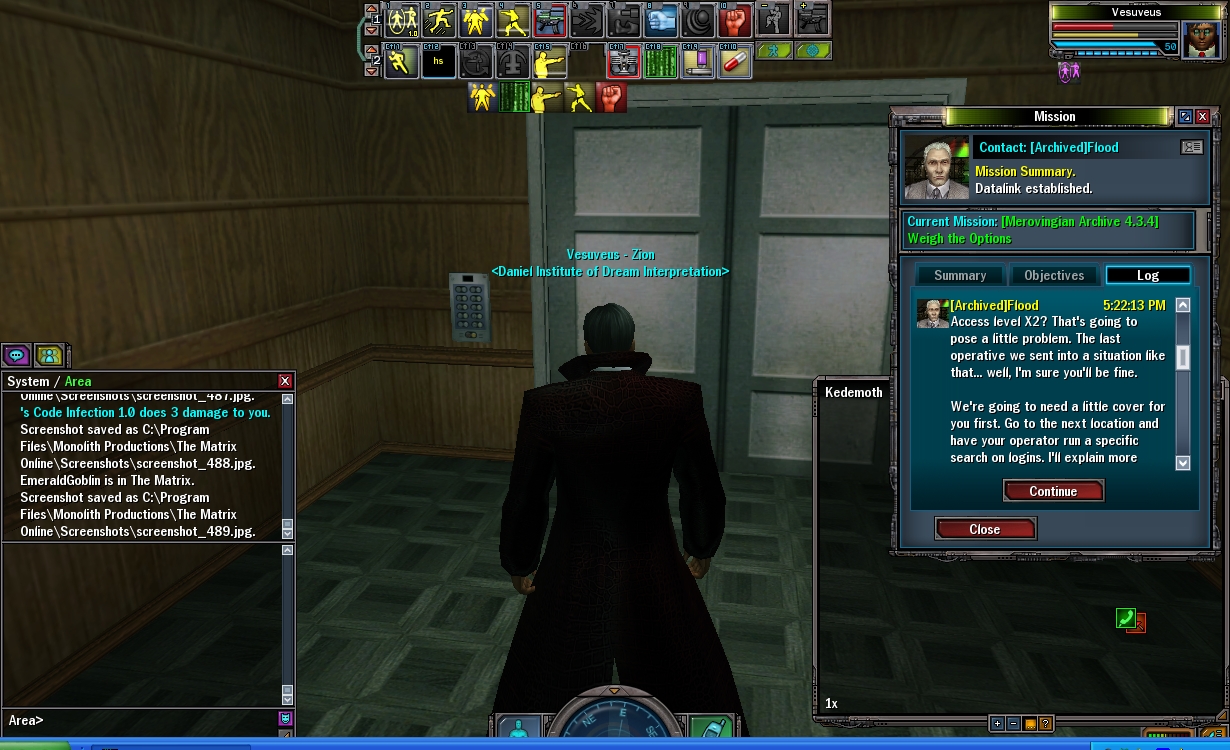 1
1.0
2
hs
Vesuveus
50
Mission
Contact: [Archived]Flood
Mission Summary.
Datalink established.
Current Mission: [Merovingian Archive 4.3.4]
Weigh the Options
Summary
Objectives
Log
[Archived]Flood 5:22:13 PM
Access level X2? That's going to
pose a little problem. The last
operative we sent into a situation like
that... well, I'm sure you'll be fine.
We're going to need a little cover for
you first. Go to the next location and
have your operator run a specific
search on logins. I'll explain more
Continue
Close
Vesuveus - Zion
<Daniel Institute of Dream Interpretation>
System / Area
Online\Screenshots\screenshot_487.jpg.
's Code Infection 1.0 does 3 damage to you.
Screenshot saved as C:\Program
Files\Monolith Productions\The Matrix
Online\Screenshots\screenshot_488.jpg.
EmeraldGoblin is in The Matrix.
Screenshot saved as C:\Program
Files\Monolith Productions\The Matrix
Online\Screenshots\screenshot_489.jpg.
Area>
Kedemoth
1x
NE E SE